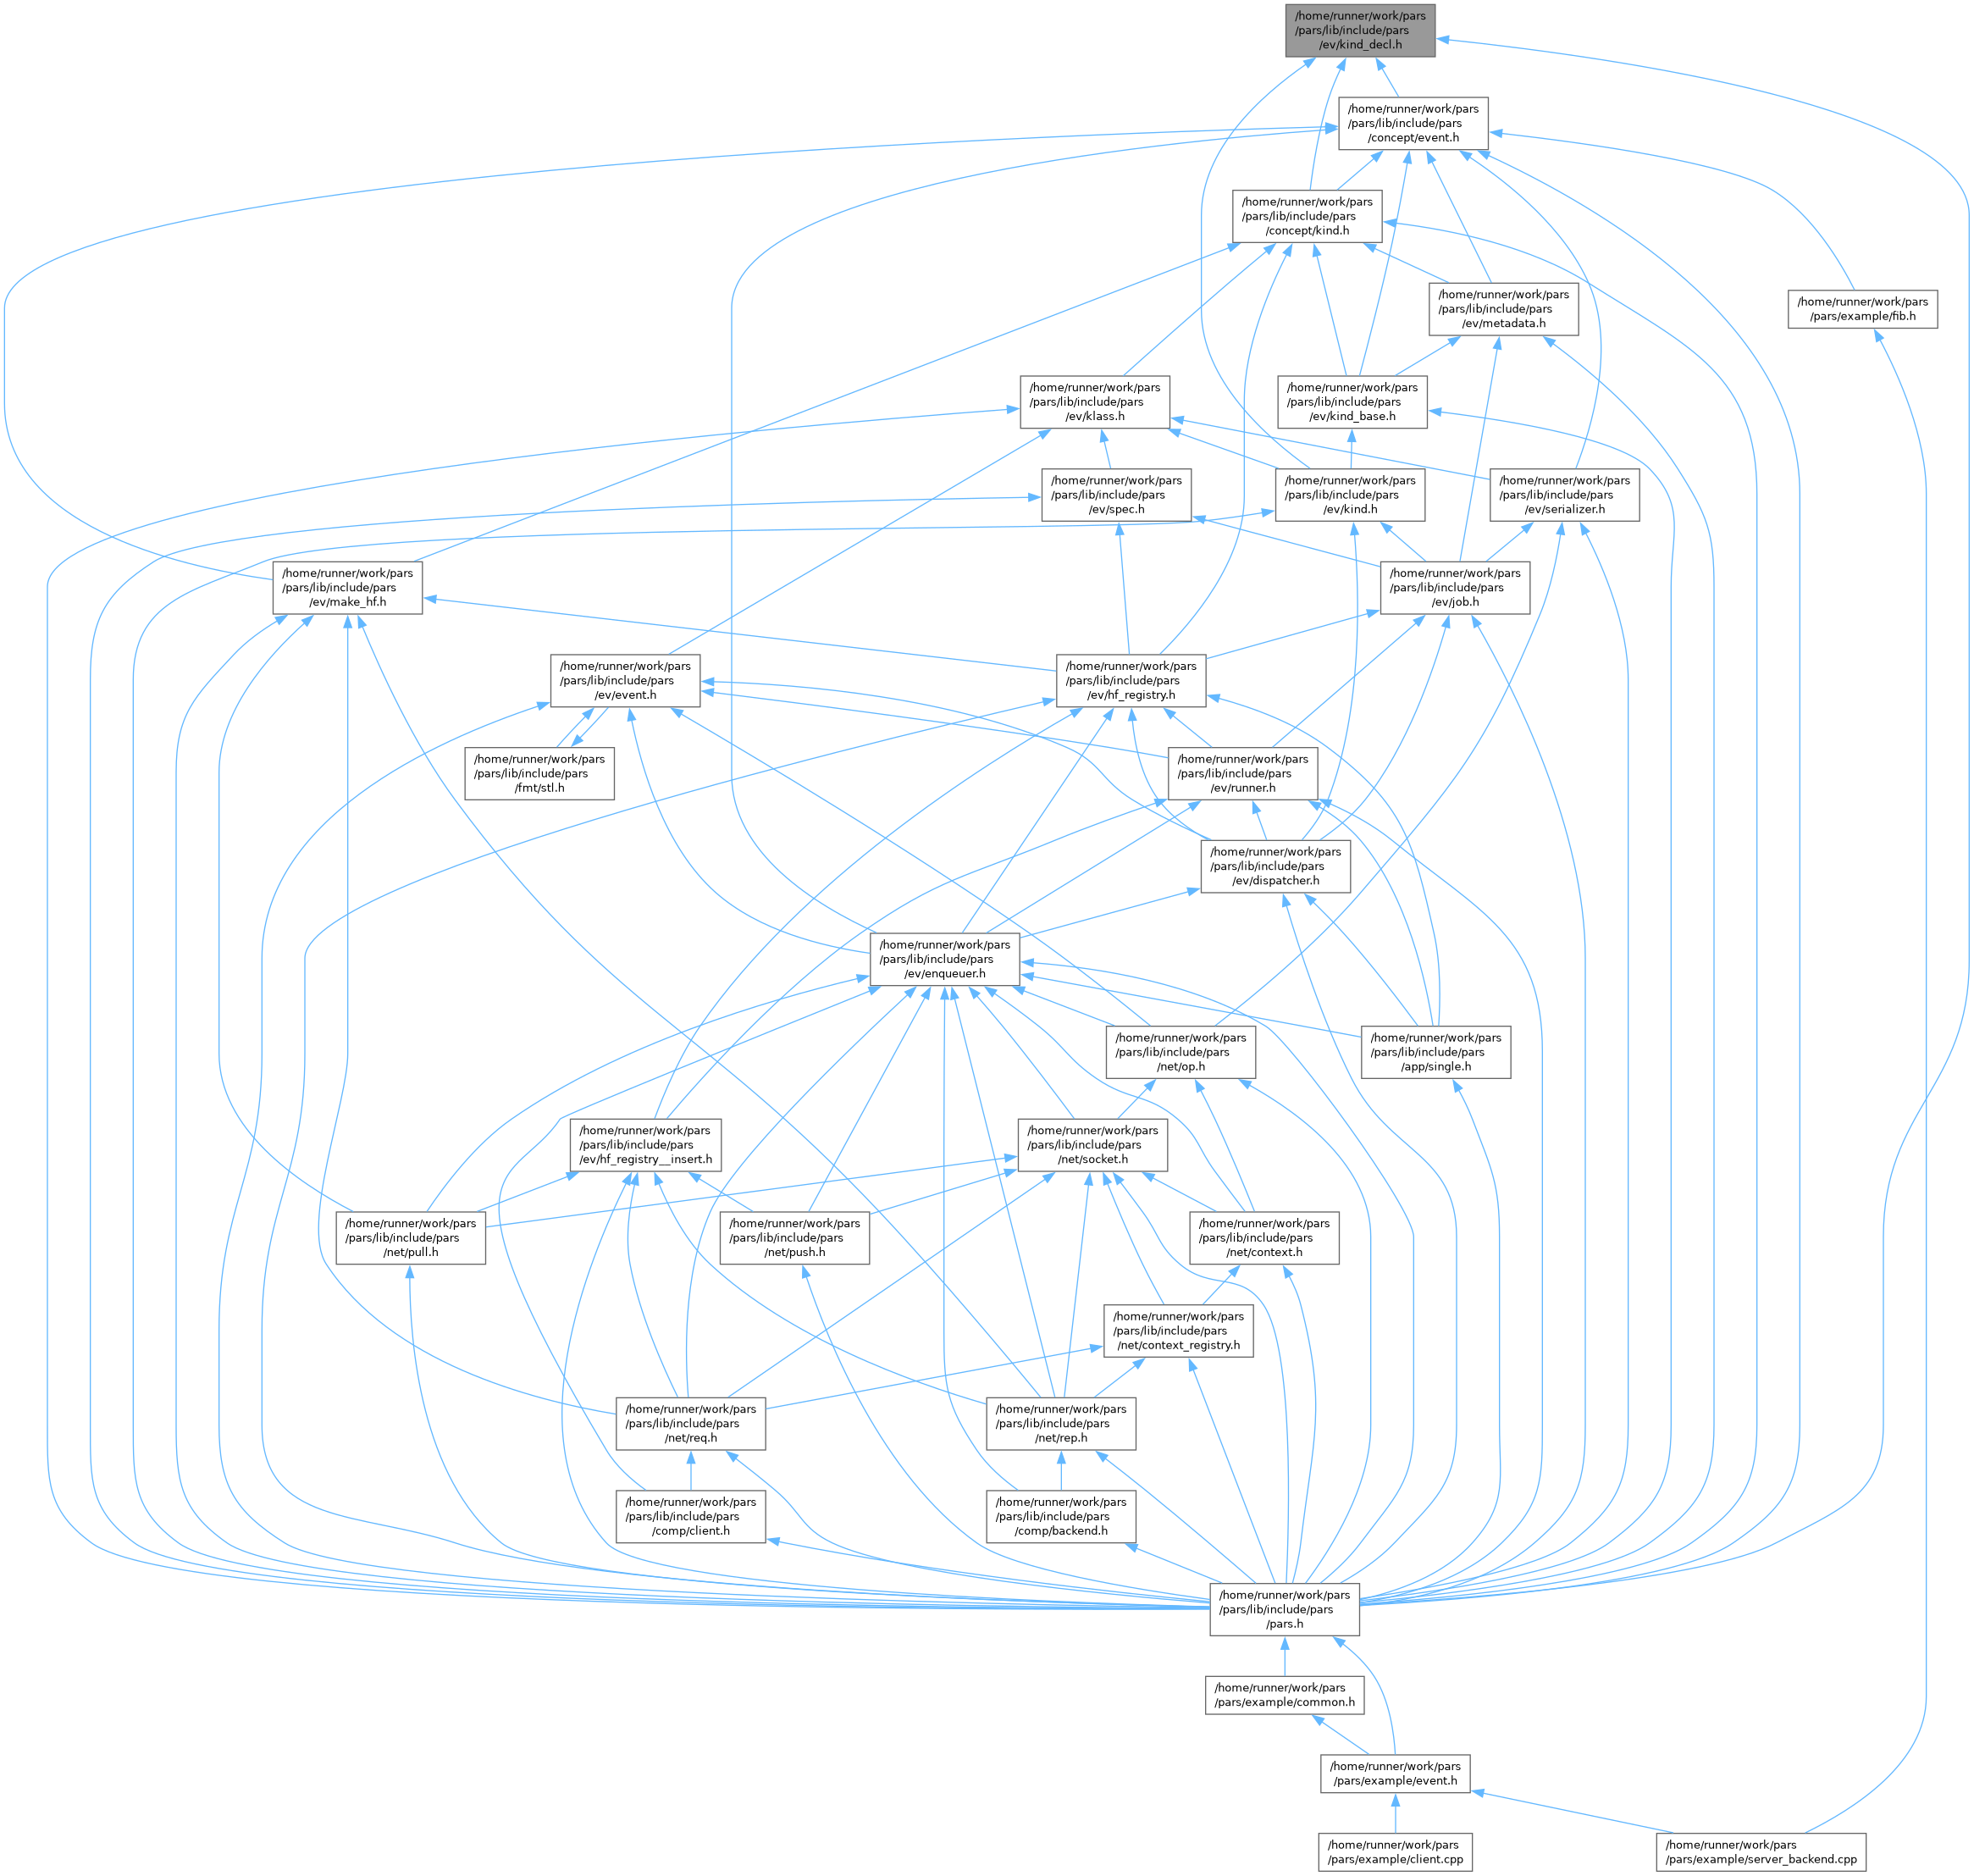 /home/runner/work/pars
/pars/lib/include/pars
/ev/kind_decl.h
/home/runner/work/pars
/pars/lib/include/pars
/concept/event.h
/home/runner/work/pars
/pars/lib/include/pars
/concept/kind.h
/home/runner/work/pars
/pars/lib/include/pars
/ev/metadata.h
/home/runner/work/pars
/pars/example/fib.h
/home/runner/work/pars
/pars/lib/include/pars
/ev/klass.h
/home/runner/work/pars
/pars/lib/include/pars
/ev/kind_base.h
/home/runner/work/pars
/pars/lib/include/pars
/ev/spec.h
/home/runner/work/pars
/pars/lib/include/pars
/ev/kind.h
/home/runner/work/pars
/pars/lib/include/pars
/ev/serializer.h
/home/runner/work/pars
/pars/lib/include/pars
/ev/make_hf.h
/home/runner/work/pars
/pars/lib/include/pars
/ev/job.h
/home/runner/work/pars
/pars/lib/include/pars
/ev/event.h
/home/runner/work/pars
/pars/lib/include/pars
/ev/hf_registry.h
/home/runner/work/pars
/pars/lib/include/pars
/fmt/stl.h
/home/runner/work/pars
/pars/lib/include/pars
/ev/runner.h
/home/runner/work/pars
/pars/lib/include/pars
/ev/dispatcher.h
/home/runner/work/pars
/pars/lib/include/pars
/ev/enqueuer.h
/home/runner/work/pars
/pars/lib/include/pars
/net/op.h
/home/runner/work/pars
/pars/lib/include/pars
/app/single.h
/home/runner/work/pars
/pars/lib/include/pars
/ev/hf_registry__insert.h
/home/runner/work/pars
/pars/lib/include/pars
/net/socket.h
/home/runner/work/pars
/pars/lib/include/pars
/net/pull.h
/home/runner/work/pars
/pars/lib/include/pars
/net/push.h
/home/runner/work/pars
/pars/lib/include/pars
/net/context.h
/home/runner/work/pars
/pars/lib/include/pars
/net/context_registry.h
/home/runner/work/pars
/pars/lib/include/pars
/net/req.h
/home/runner/work/pars
/pars/lib/include/pars
/net/rep.h
/home/runner/work/pars
/pars/lib/include/pars
/comp/client.h
/home/runner/work/pars
/pars/lib/include/pars
/comp/backend.h
/home/runner/work/pars
/pars/lib/include/pars
/pars.h
/home/runner/work/pars
/pars/example/common.h
/home/runner/work/pars
/pars/example/event.h
/home/runner/work/pars
/pars/example/client.cpp
/home/runner/work/pars
/pars/example/server_backend.cpp